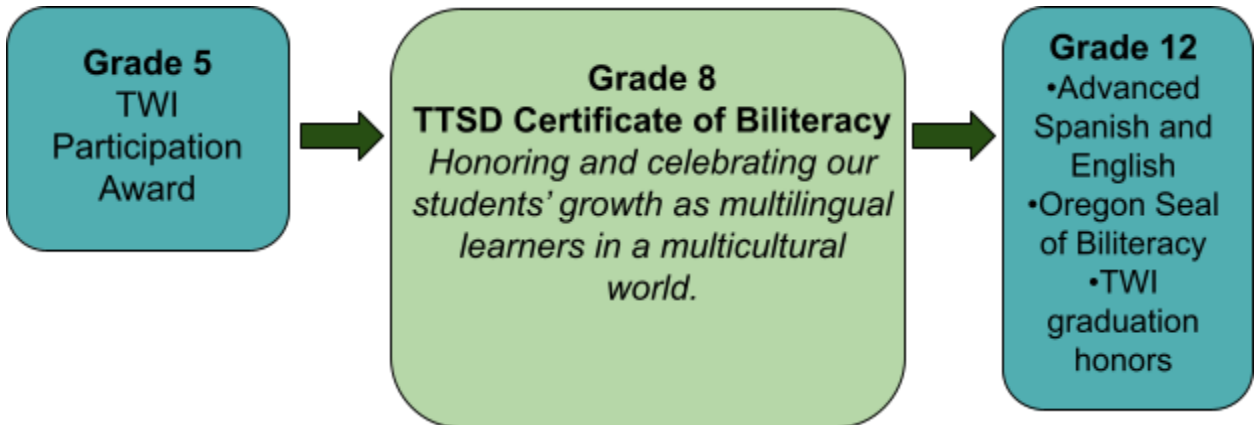 Grade 5
TWI
Participation
Award
Grade 8
TTSD Certificate of Biliteracy
Honoring and celebrating our
students’ growth as multilingual
learners in a multicultural
world.
Grade 12
•Advanced
Spanish and
English
•Oregon Seal
of Biliteracy
•TWI
graduation
honors